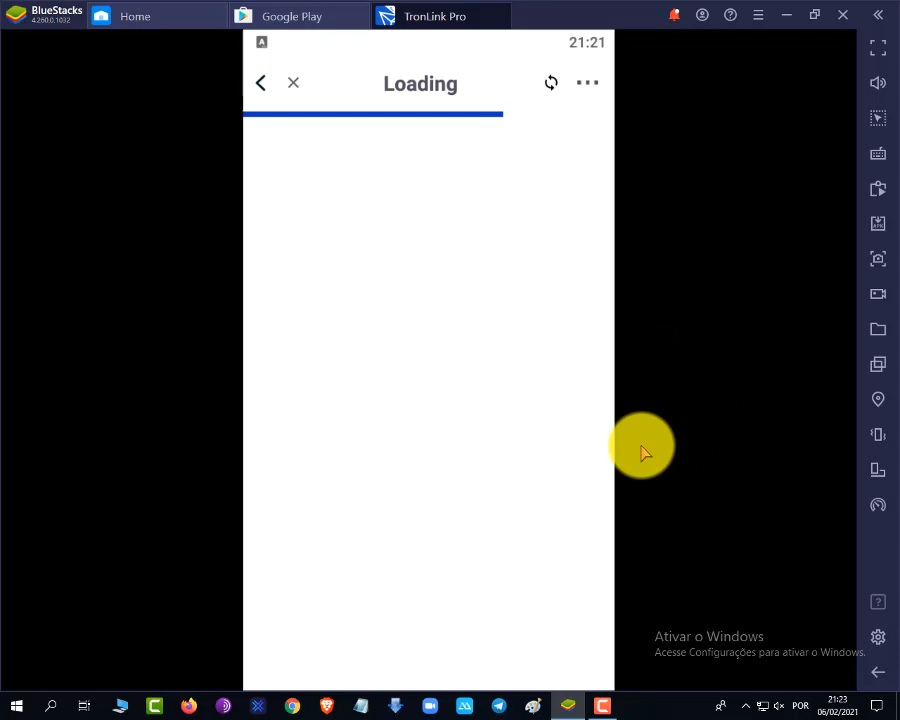 BlueStacks
4.260.0.1032
Home
Google Play
TronLink Pro
A
21:21
Loading
Ativar o Windows
Acesse Configurações para ativar o Windows.
POR
21:23
06/02/2021